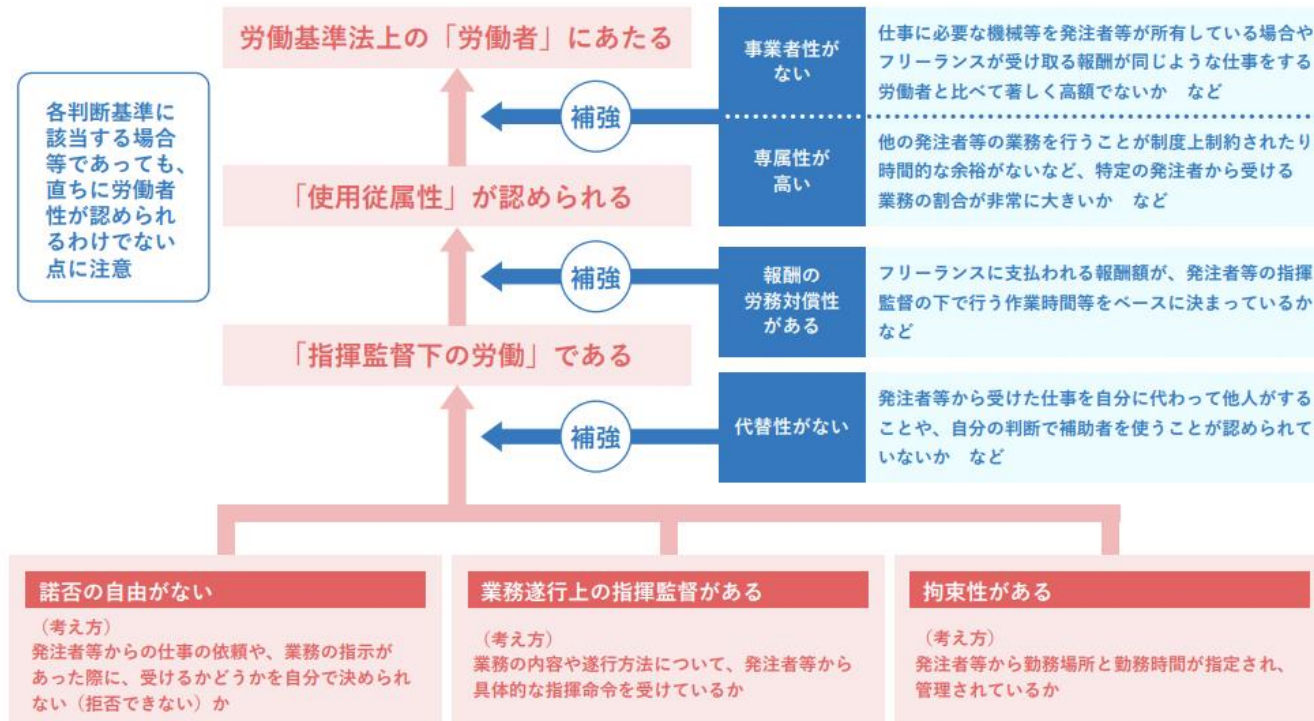 労働基準法上の「労働者」にあたる
各判断基準に
該当する場合
等であっても、
直ちに労働者
性が認められ
るわけでない
点に注意
補強
事業者性が
ない
仕事に必要な機械等を発注者等が所有している場合や
フリーランスが受け取る報酬が同じような仕事をする
労働者と比べて著しく高額でないか　など
専属性が
高い
他の発注者等の業務を行うことが制度上制約されたり
時間的な余裕がないなど、特定の発注者から受ける
業務の割合が非常に大きいか　など
「使用従属性」が認められる
補強
報酬の
労務対償性
がある
フリーランスに支払われる報酬額が、発注者等の指揮
監督の下で行う作業時間等をベースに決まっているか
など
「指揮監督下の労働」である
補強
代替性がない
発注者等から受けた仕事を自分に代わって他人がする
ことや、自分の判断で補助者を使うことが認められて
いないか　など
諾否の自由がない
（考え方）
発注者等からの仕事の依頼や、業務の指示が
あった際に、受けるかどうかを自分で決められ
ない（拒否できない）か
業務遂行上の指揮監督がある
（考え方）
業務の内容や遂行方法について、発注者等から
具体的な指揮命令を受けているか
拘束性がある
（考え方）
発注者等から勤務場所と勤務時間が指定され、
管理されているか